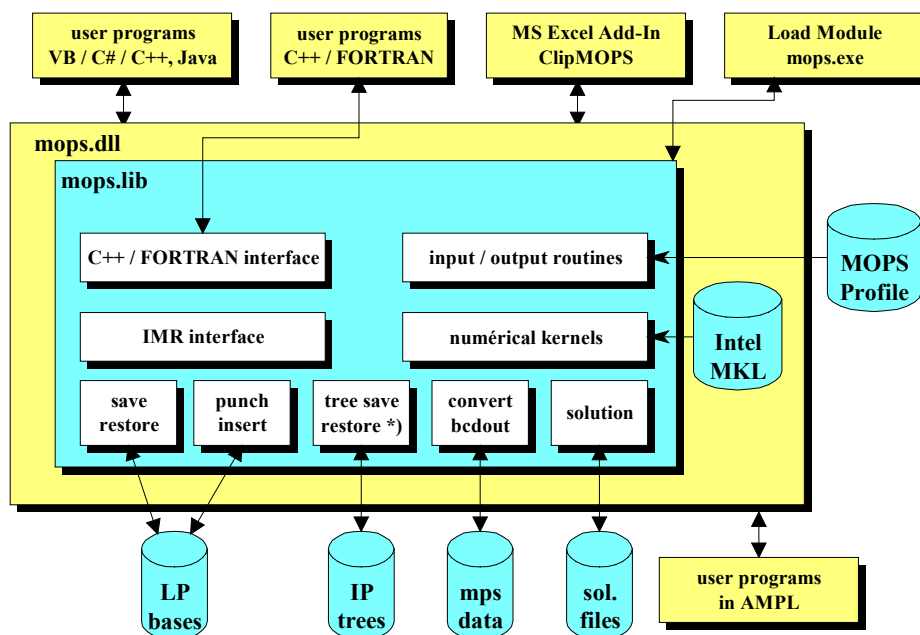 user programs
VB / C# / C++, Java
user programs
C++ / FORTRAN
MS Excel Add-In
ClipMOPS
Load Module
mops.exe
mops.dll
mops.lib
C++ / FORTRAN interface
input / output routines
MOPS
Profile
IMR interface
numérical kernels
Intel
MKL
save
restore
punch
insert
tree save
restore *)
convert
bcdout
solution
LP
bases
IP
trees
mps
data
sol.
files
user programs
in AMPL